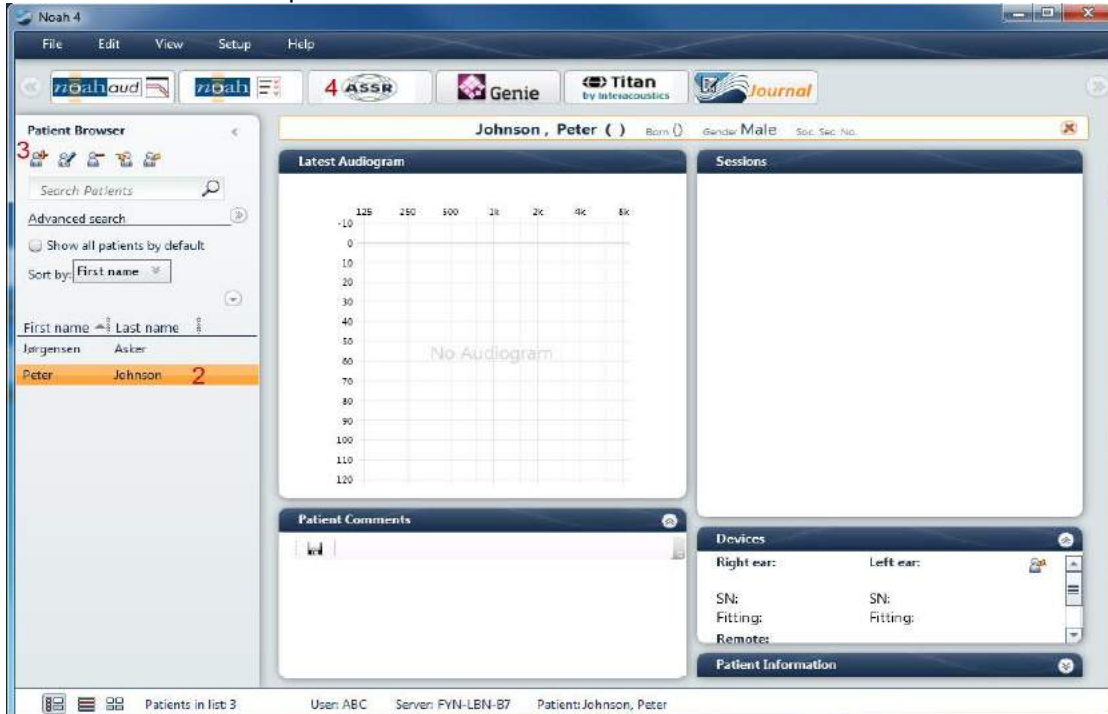 Noah 4
File Edit View Setup Help
nōah aud nōah 4 ASSR Genie Titan by Interacoustics Journal
Patient Browser
Johnson , Peter ( ) Born () Gender Male Soc. Sec. No.
3
Search Patients
Advanced search
Show all patients by default
Sort by: First name
First name Last name
Jørgensen Asker
Peter Johnson 2
Latest Audiogram
125 250 500 1k 2k 4k 8k
-10
0
10
20
30
40
50
60
70
80
90
100
110
120
No Audiogram
Sessions
Patient Comments
Devices
Right ear: Left ear:
SN: SN:
Fitting: Fitting:
Remote:
Patient Information
Patients in list: 3 User: ABC Server: FYN-LBN-B7 Patient: Johnson, Peter